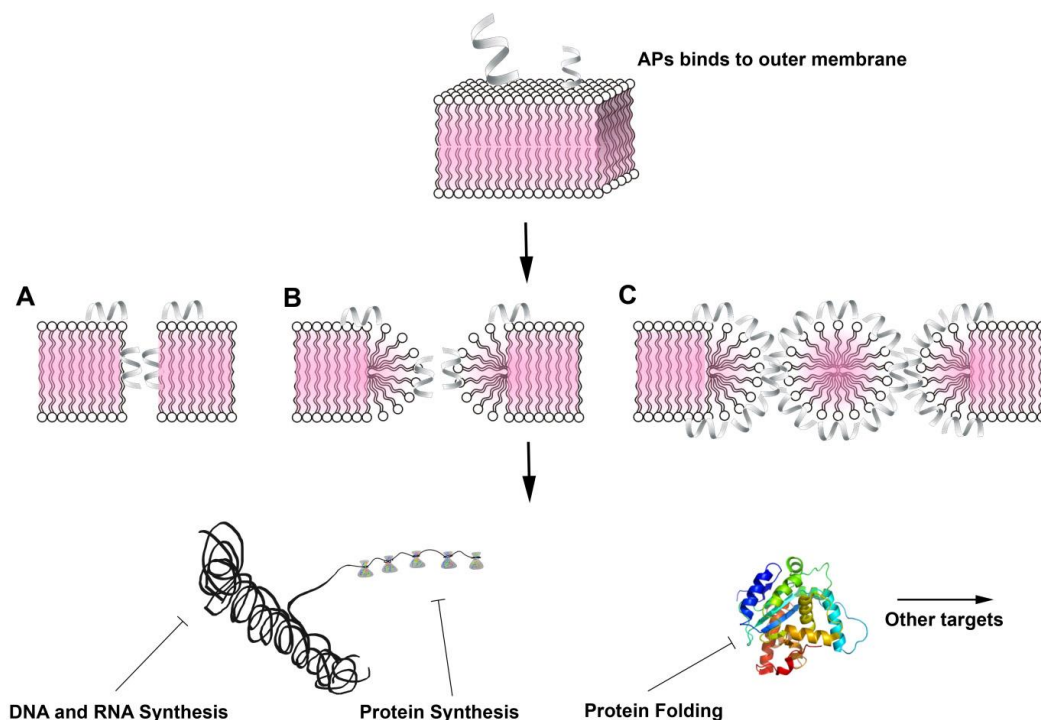 APs binds to outer membrane
A
B
C
Other targets
DNA and RNA Synthesis
Protein Synthesis
Protein Folding